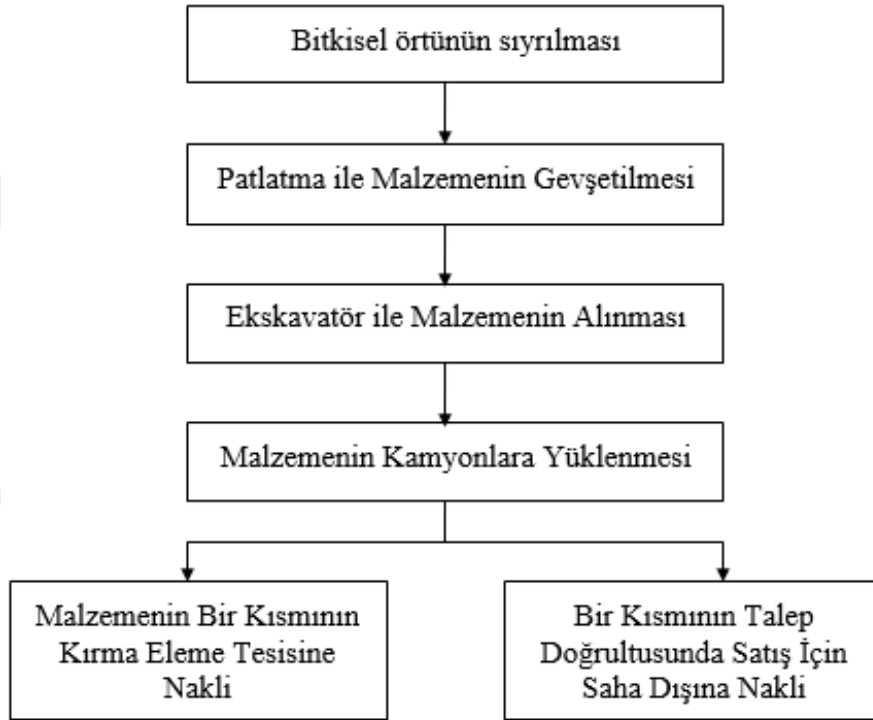 Bitkisel örtünün sıyrılması
Patlatma ile Malzemenin Gevşetilmesi
Ekskavatör ile Malzemenin Alınması
Malzemenin Kamyonlara Yüklenmesi
Malzemenin Bir Kısmının
Kırma Eleme Tesisine
Nakli
Bir Kısmının Talep
Doğrultusunda Satış İçin
Saha Dışına Nakli